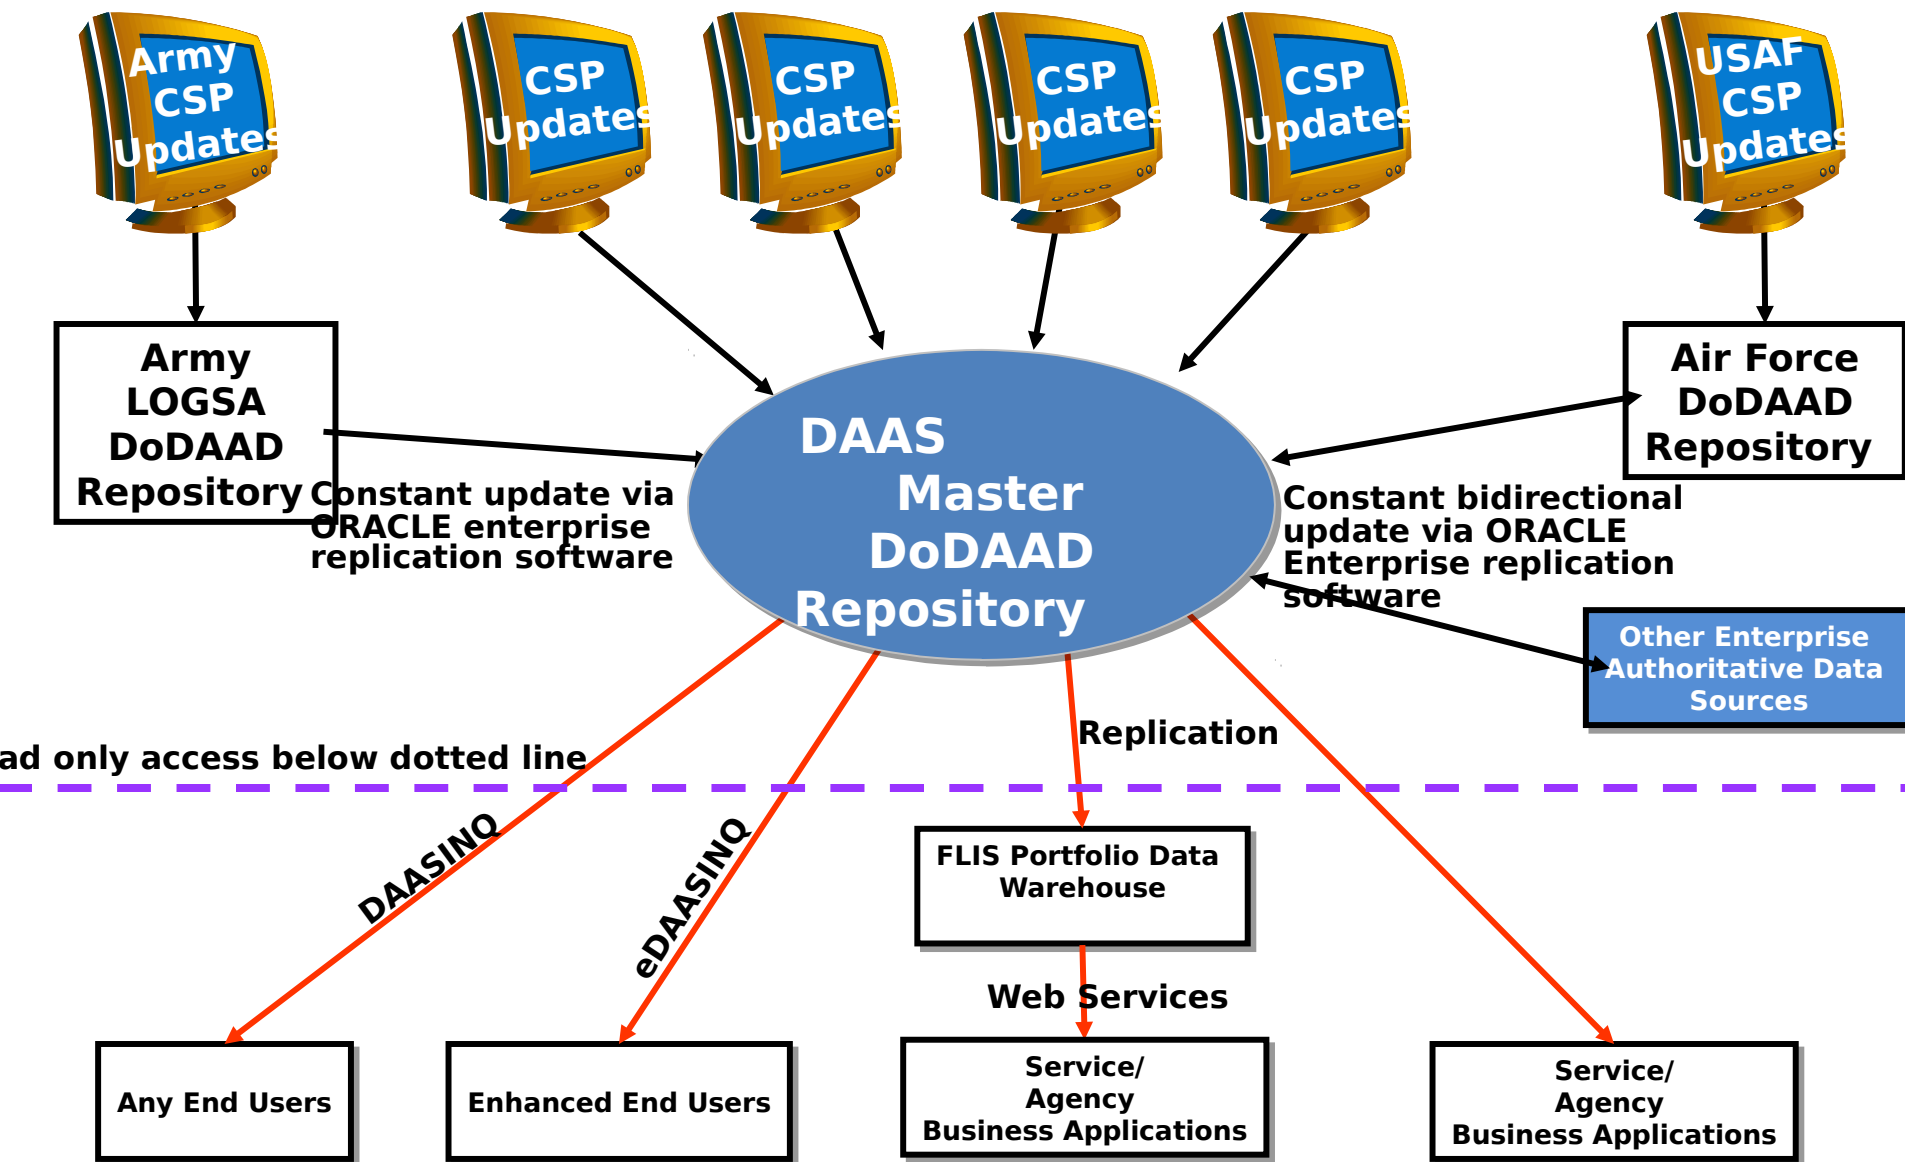 Army
CSP
Updates
CSP
Updates
CSP
Updates
CSP
Updates
CSP
Updates
USAF
CSP
Updates
Army
LOGSA
DoDAAD
Repository
Air Force
DoDAAD
Repository
DAAS
Master
DoDAAD
Repository
Constant update via
ORACLE enterprise
replication software
Constant bidirectional
update via ORACLE
Enterprise replication
software
Other Enterprise
Authoritative Data
Sources
Replication
ad only access below dotted line
DAASINQ
eDAASINQ
FLIS Portfolio Data
Warehouse
Web Services
Any End Users
Enhanced End Users
Service/
Agency
Business Applications
Service/
Agency
Business Applications